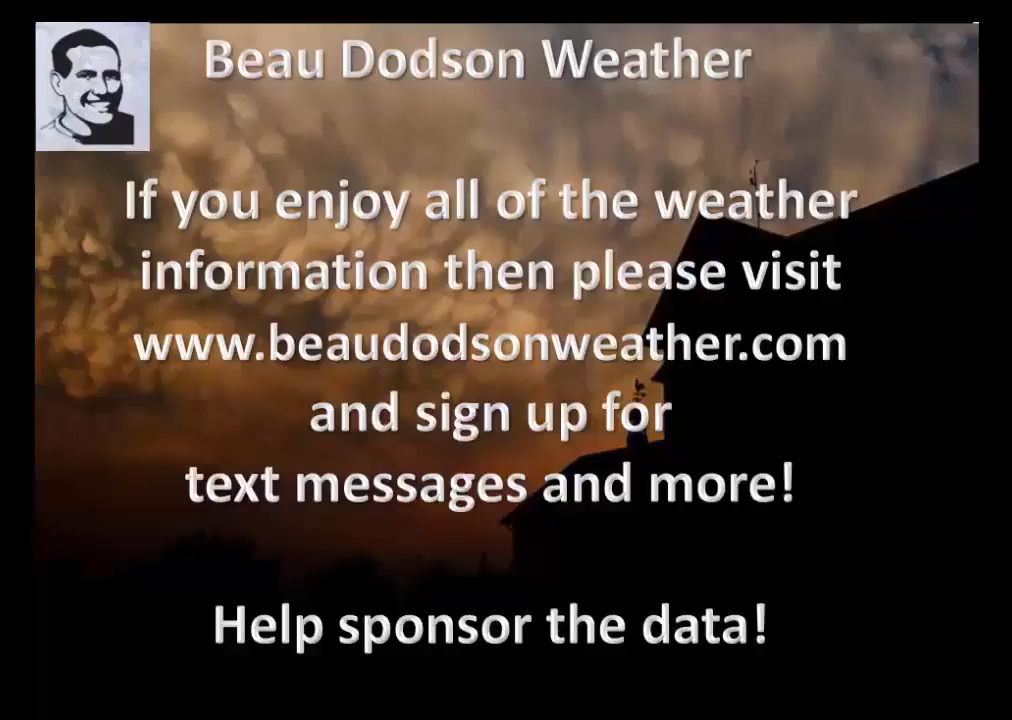 Beau Dodson Weather
If you enjoy all of the weather
information then please visit
www.beaudodsonweather.com
and sign up for
text messages and more!
Help sponsor the data!